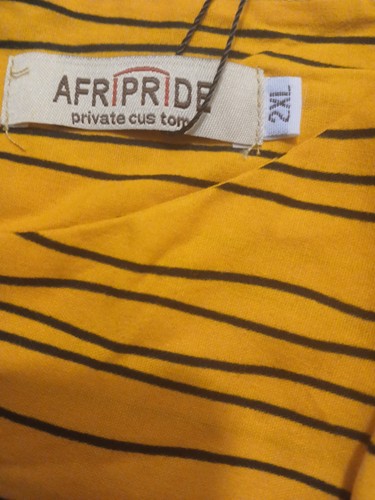 AFRIPRIDE
private cus tom
2XL